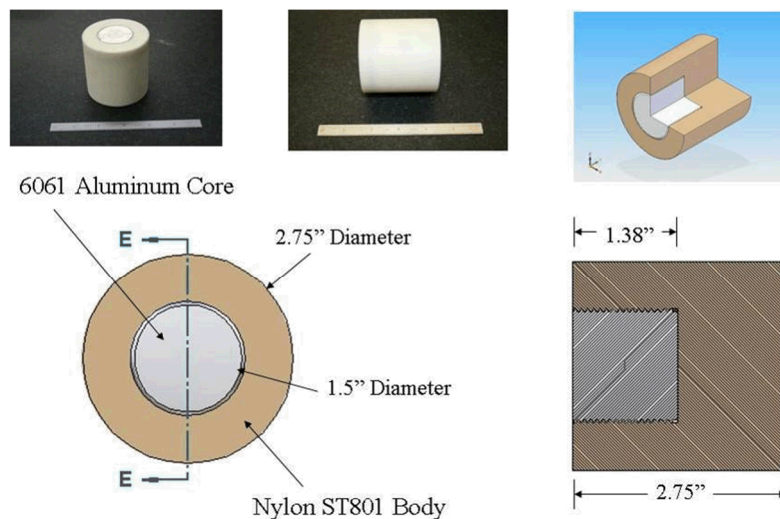 6061 Aluminum Core
1.38”
E
2.75” Diameter
1.5” Diameter
E
Nylon ST801 Body
2.75”